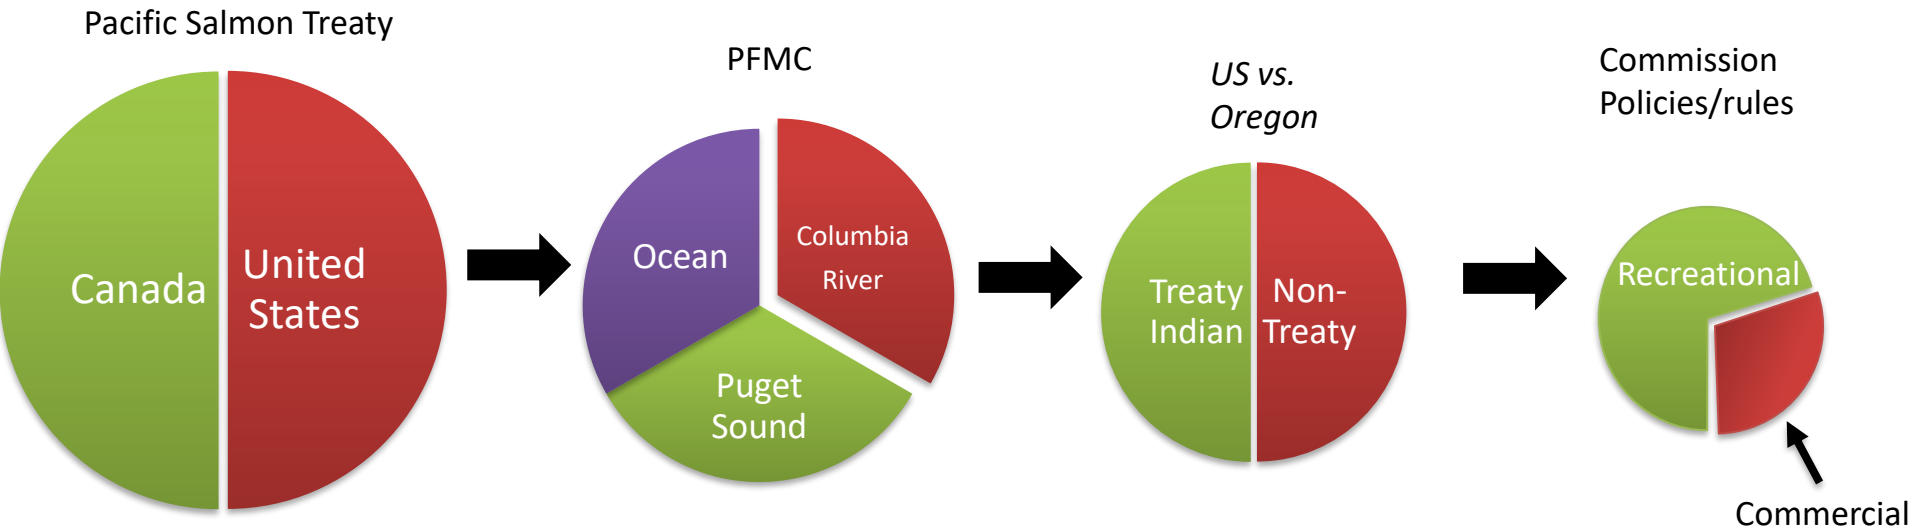 Pacific Salmon Treaty
Canada
United
States
PFMC
Ocean
Columbia
River
Puget
Sound
US vs.
Oregon
Treaty
Indian
Non-
Treaty
Commission
Policies/rules
Recreational
Commercial